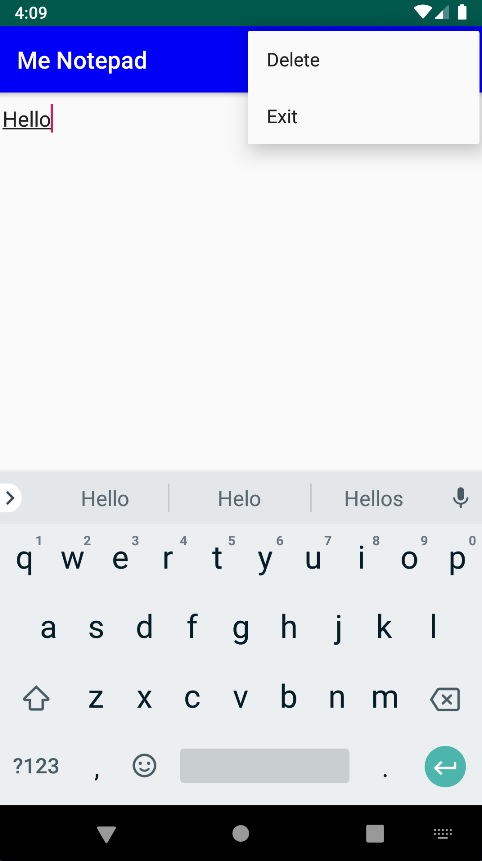 4:09
Me Notepad
Delete
Exit
Hello
Hello Helo Hellos
1 2 3 4 5 6 7 8 9 0
q w e r t y u i o p
a s d f g h j k l
z x c v b n m
?123 , .